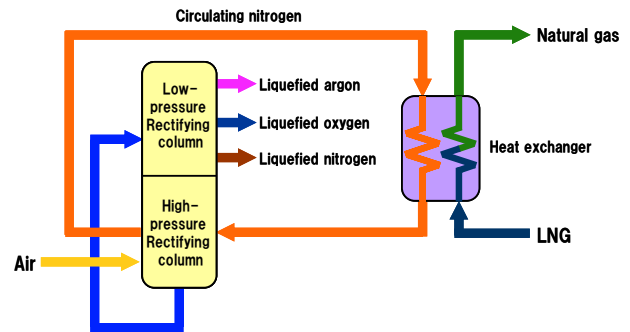 Circulating nitrogen
Natural gas
Low-
pressure
Rectifying
column
Liquefied argon
Liquefied oxygen
Liquefied nitrogen
Heat exchanger
High-
pressure
Rectifying
column
LNG
Air